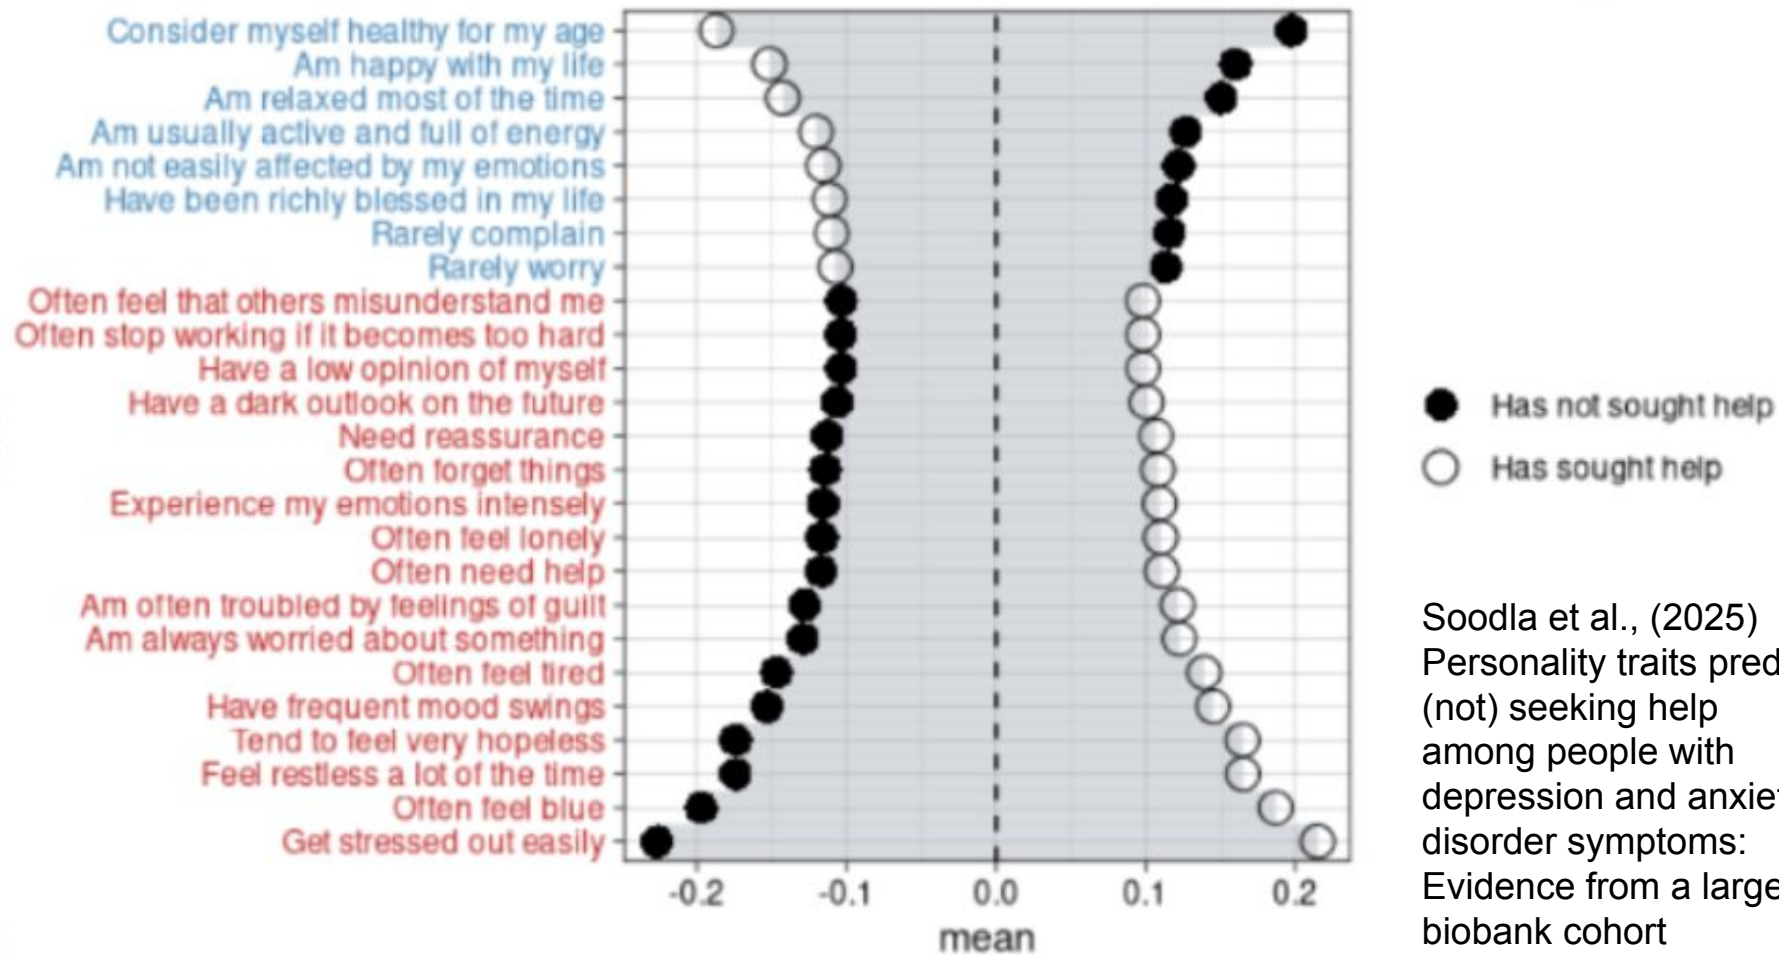 Consider myself healthy for my age
Am happy with my life
Am relaxed most of the time
Am usually active and full of energy
Am not easily affected by my emotions
Have been richly blessed in my life
Rarely complain
Rarely worry
Often feel that others misunderstand me
Often stop working if it becomes too hard
Have a low opinion of myself
Have a dark outlook on the future
Need reassurance
Often forget things
Experience my emotions intensely
Often feel lonely
Often need help
Am often troubled by feelings of guilt
Am always worried about something
Often feel tired
Have frequent mood swings
Tend to feel very hopeless
Feel restless a lot of the time
Often feel blue
Get stressed out easily
-0.2 -0.1 0.0 0.1 0.2
mean
Has not sought help
Has sought help
Soodla et al., (2025)
Personality traits pred
(not) seeking help
among people with
depression and anxie
disorder symptoms:
Evidence from a large
biobank cohort